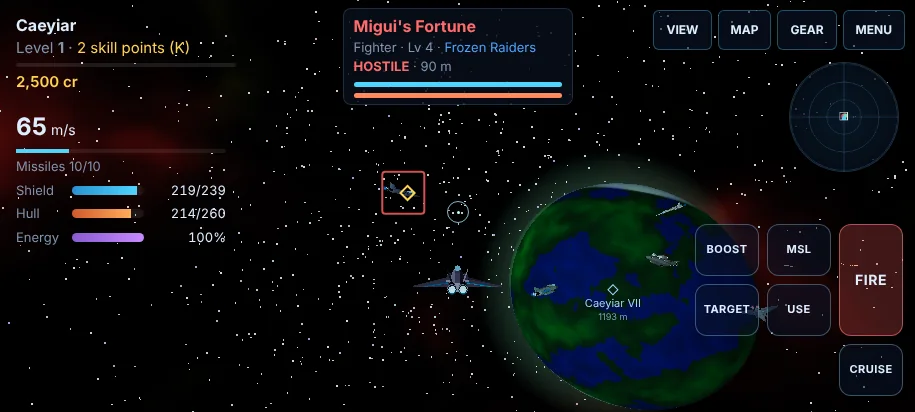 Caeyiar
Level 1 · 2 skill points (K)
2,500 cr
65 m/s
Missiles 10/10
Shield 219/239
Hull 214/260
Energy 100%
Migui's Fortune
Fighter · Lv 4 · Frozen Raiders
HOSTILE · 90 m
VIEW
MAP
GEAR
MENU
Caeyiar VII
1193 m
BOOST
MSL
FIRE
TARGET
USE
CRUISE